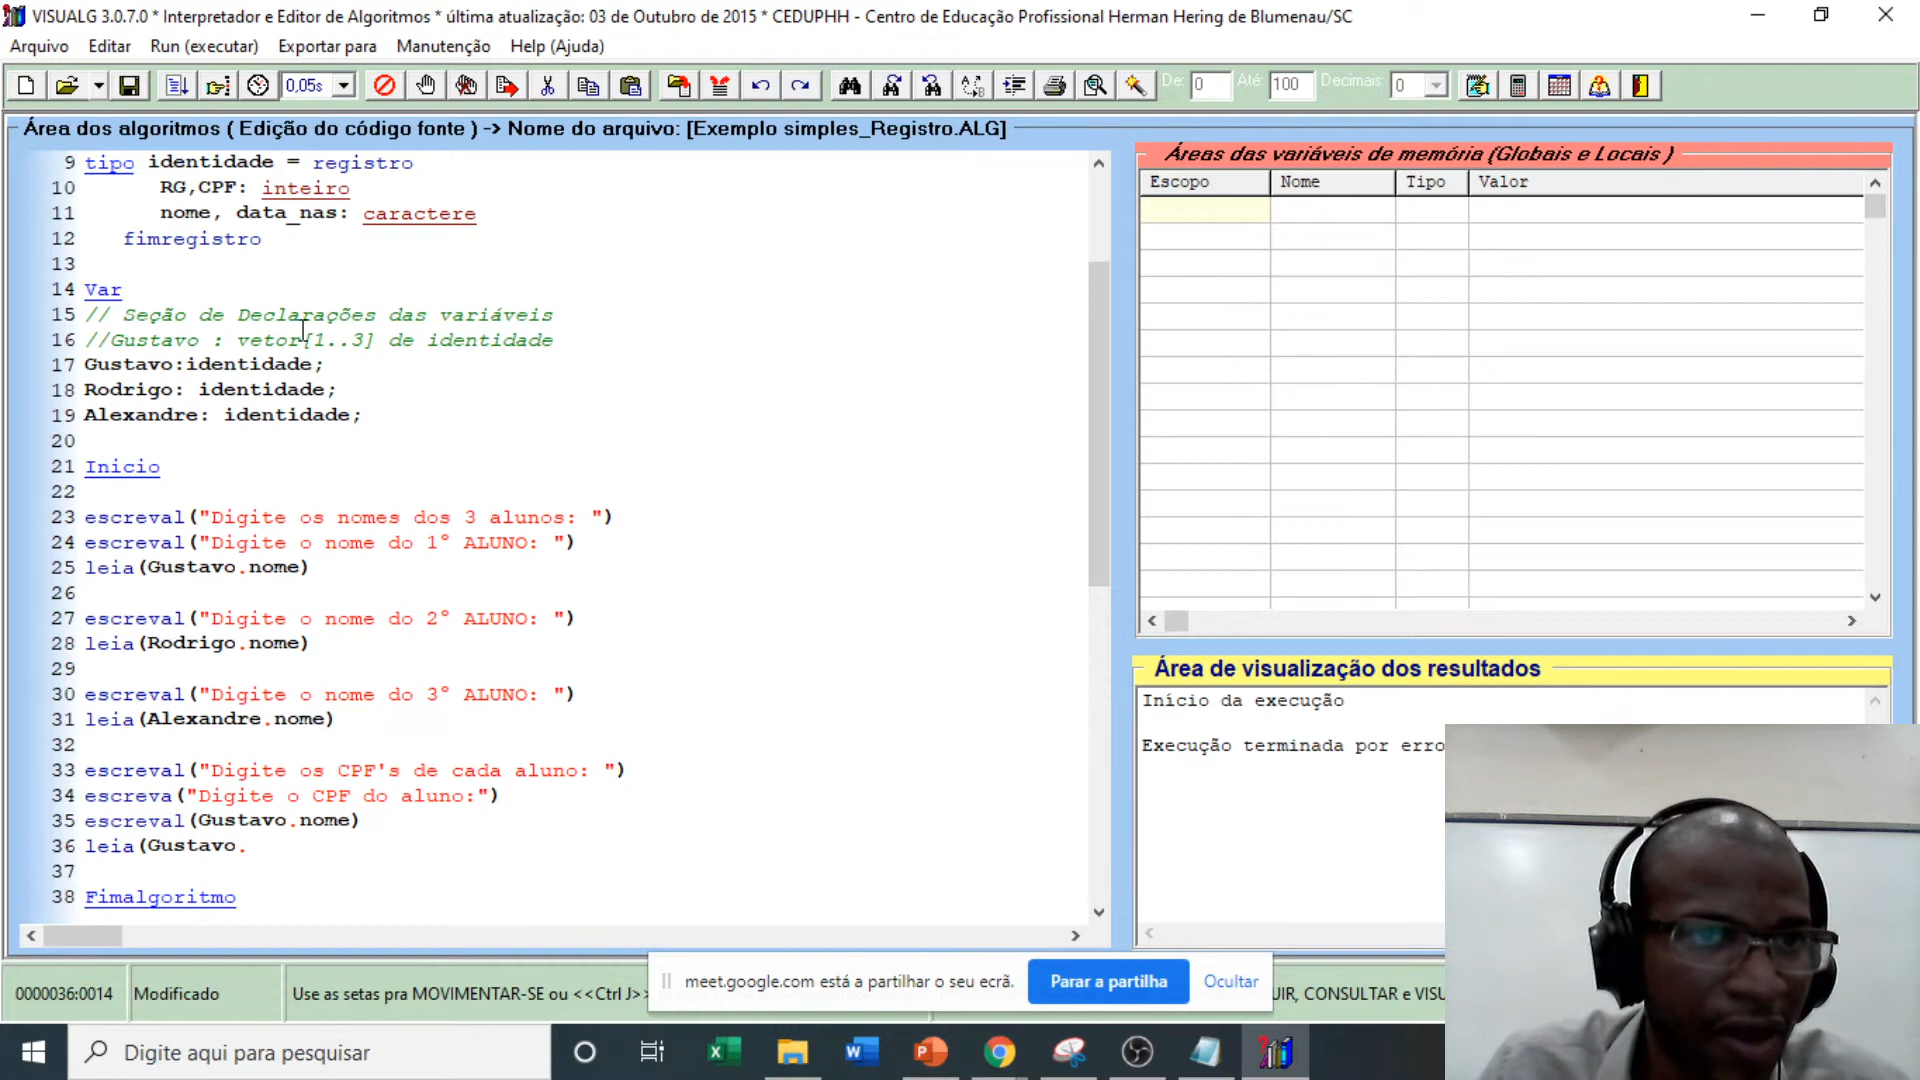 VISUALG 3.0.7.0 * Interpretador e Editor de Algoritmos * última atualização: 03 de Outubro de 2015 * CEDUPHH - Centro de Educação Profissional Herman Hering de Blumenau/SC
Arquivo Editar Run (executar) Exportar para Manutenção Help (Ajuda)
0,05s De: 0 Até: 100 Decimais: 0
Área dos algoritmos ( Edição do código fonte ) -> Nome do arquivo: [Exemplo simples_Registro.ALG]
9 tipo identidade = registro
10 RG,CPF: inteiro
11 nome, data_nas: caractere
12 fimregistro
13
14 Var
15 // Seção de Declarações das variáveis
16 //Gustavo : vetor[1..3] de identidade
17 Gustavo:identidade;
18 Rodrigo: identidade;
19 Alexandre: identidade;
20
21 Inicio
22
23 escreval("Digite os nomes dos 3 alunos: ")
24 escreval("Digite o nome do 1° ALUNO: ")
25 leia(Gustavo.nome)
26
27 escreval("Digite o nome do 2° ALUNO: ")
28 leia(Rodrigo.nome)
29
30 escreval("Digite o nome do 3° ALUNO: ")
31 leia(Alexandre.nome)
32
33 escreval("Digite os CPF's de cada aluno: ")
34 escreva("Digite o CPF do aluno:")
35 escreval(Gustavo.nome)
36 leia(Gustavo.
37
38 Fimalgoritmo
Áreas das variáveis de memória (Globais e Locais )
Escopo Nome Tipo Valor
Área de visualização dos resultados
Início da execução
Execução terminada por erro
0000036:0014 Modificado Use as setas pra MOVIMENTAR-SE ou <<Ctrl J>> UIR, CONSULTAR e VISU
meet.google.com está a partilhar o seu ecrã. Parar a partilha Ocultar
Digite aqui para pesquisar